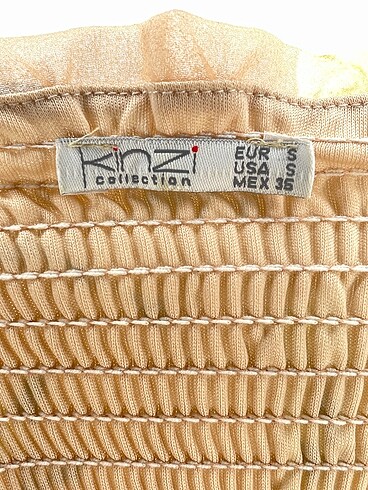 Kinzi
collection
EUR S
USA S
MEX 36